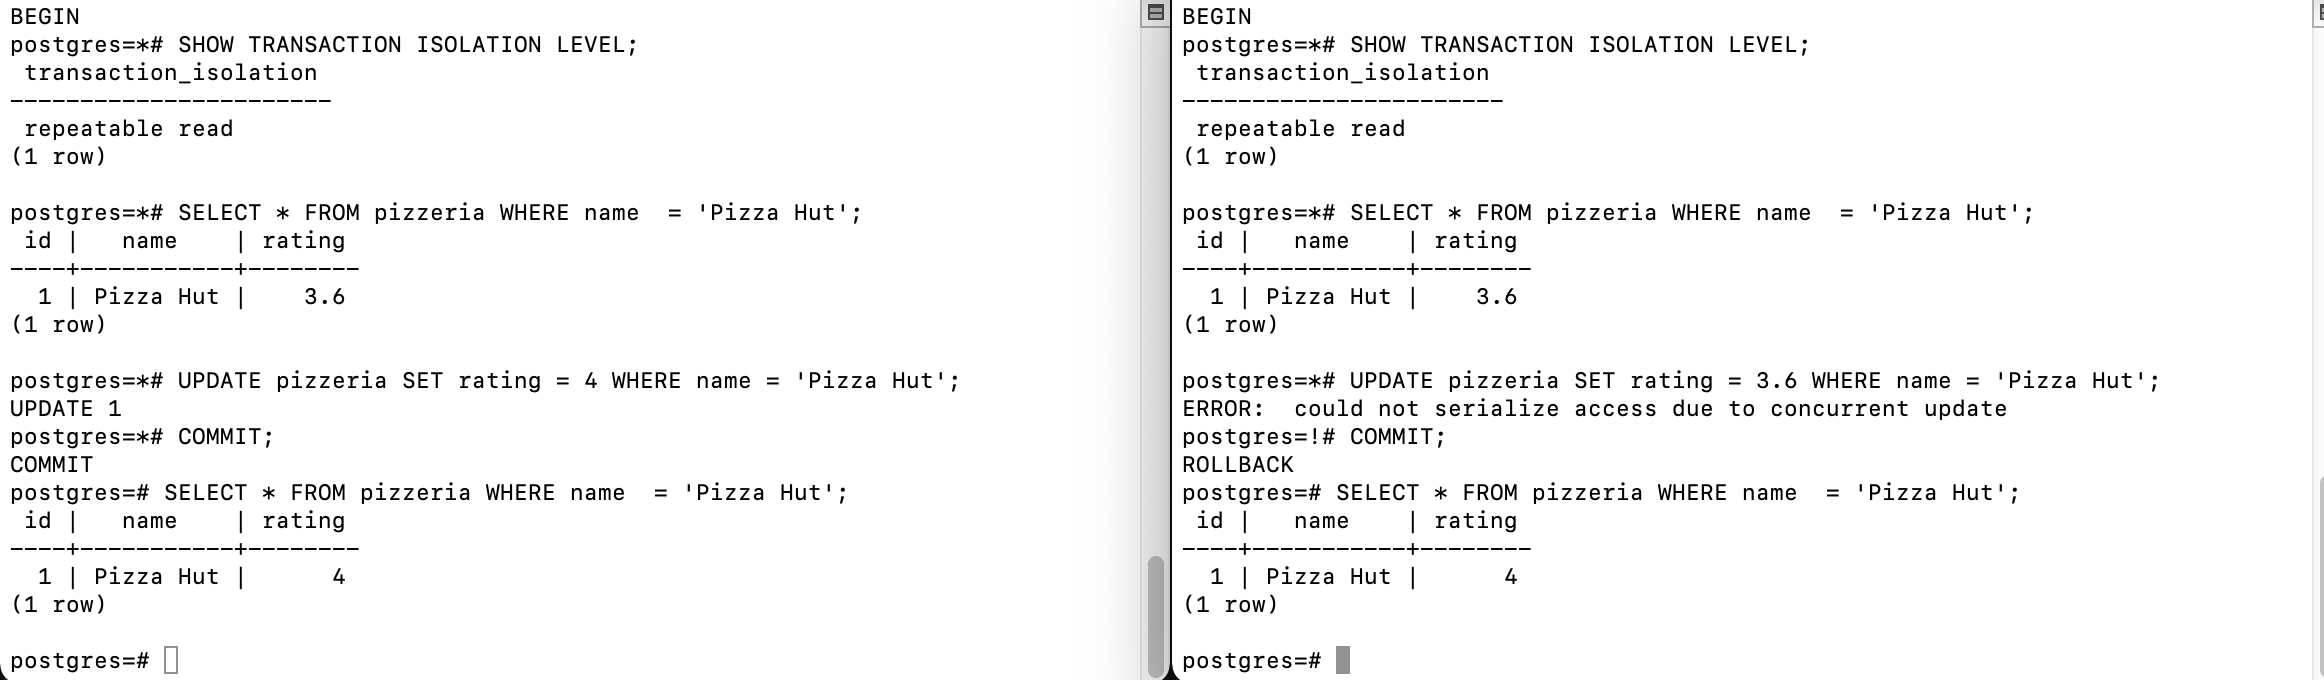 BEGIN
postgres=*# SHOW TRANSACTION ISOLATION LEVEL;
 transaction_isolation
-----------------------
 repeatable read
(1 row)

postgres=*# SELECT * FROM pizzeria WHERE name  = 'Pizza Hut';
 id |   name    | rating
----+-----------+--------
  1 | Pizza Hut |    3.6
(1 row)

postgres=*# UPDATE pizzeria SET rating = 4 WHERE name = 'Pizza Hut';
UPDATE 1
postgres=*# COMMIT;
COMMIT
postgres=# SELECT * FROM pizzeria WHERE name  = 'Pizza Hut';
 id |   name    | rating
----+-----------+--------
  1 | Pizza Hut |      4
(1 row)

postgres=#
BEGIN
postgres=*# SHOW TRANSACTION ISOLATION LEVEL;
 transaction_isolation
-----------------------
 repeatable read
(1 row)

postgres=*# SELECT * FROM pizzeria WHERE name  = 'Pizza Hut';
 id |   name    | rating
----+-----------+--------
  1 | Pizza Hut |    3.6
(1 row)

postgres=*# UPDATE pizzeria SET rating = 3.6 WHERE name = 'Pizza Hut';
ERROR:  could not serialize access due to concurrent update
postgres=!# COMMIT;
ROLLBACK
postgres=# SELECT * FROM pizzeria WHERE name  = 'Pizza Hut';
 id |   name    | rating
----+-----------+--------
  1 | Pizza Hut |      4
(1 row)

postgres=#